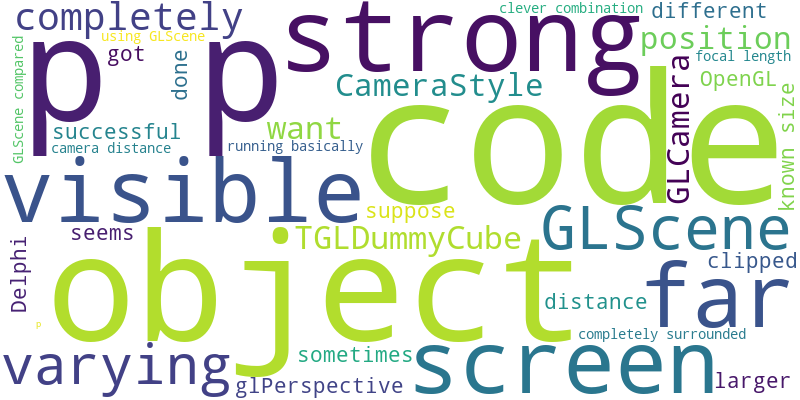 completely
using GLScene
got
p
p
strong
clever combination
different
position
focal length
OpenGL
GLScene compared
done
CameraStyle
successful
want
camera distance
running basically
code
GLCamera
known size
visible
suppose
seems
TGLDummyCube
GLScene
Delphi
object
far
clipped
distance
p
completely surrounded
varying
sometimes
glPerspective
screen
larger